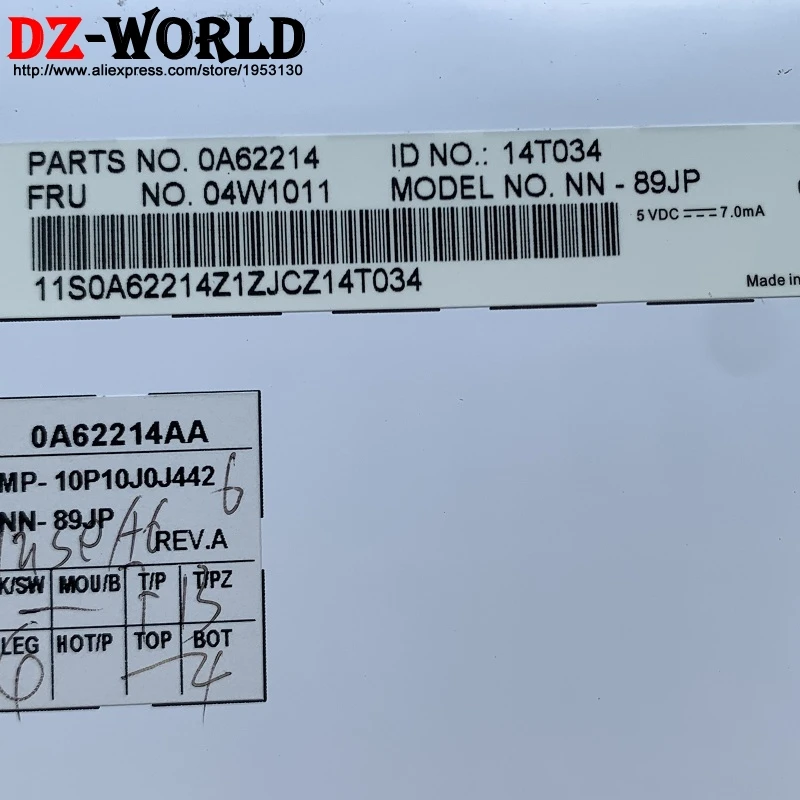 DZ-WORLD
http://www.aliexpress.com/store/1953130
PARTS NO. 0A62214 ID NO.: 14T034
FRU NO. 04W1011 MODEL NO. NN - 89JP
5 VDC 7.0mA
11S0A62214Z1ZJCZ14T034
Made in
0A62214AA
MP- 10P10J0J442 6
NN- 89JP
REV.A
K/SW MOU/B T/P T/PZ
LEG HOT/P TOP BOT
4